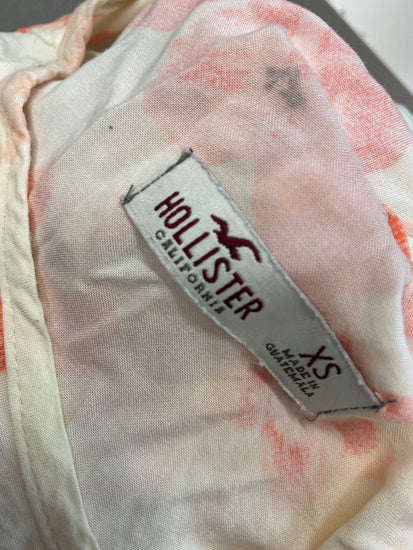 HOLLISTER
CALIFORNIA
XS
MADE IN
GUATEMALA